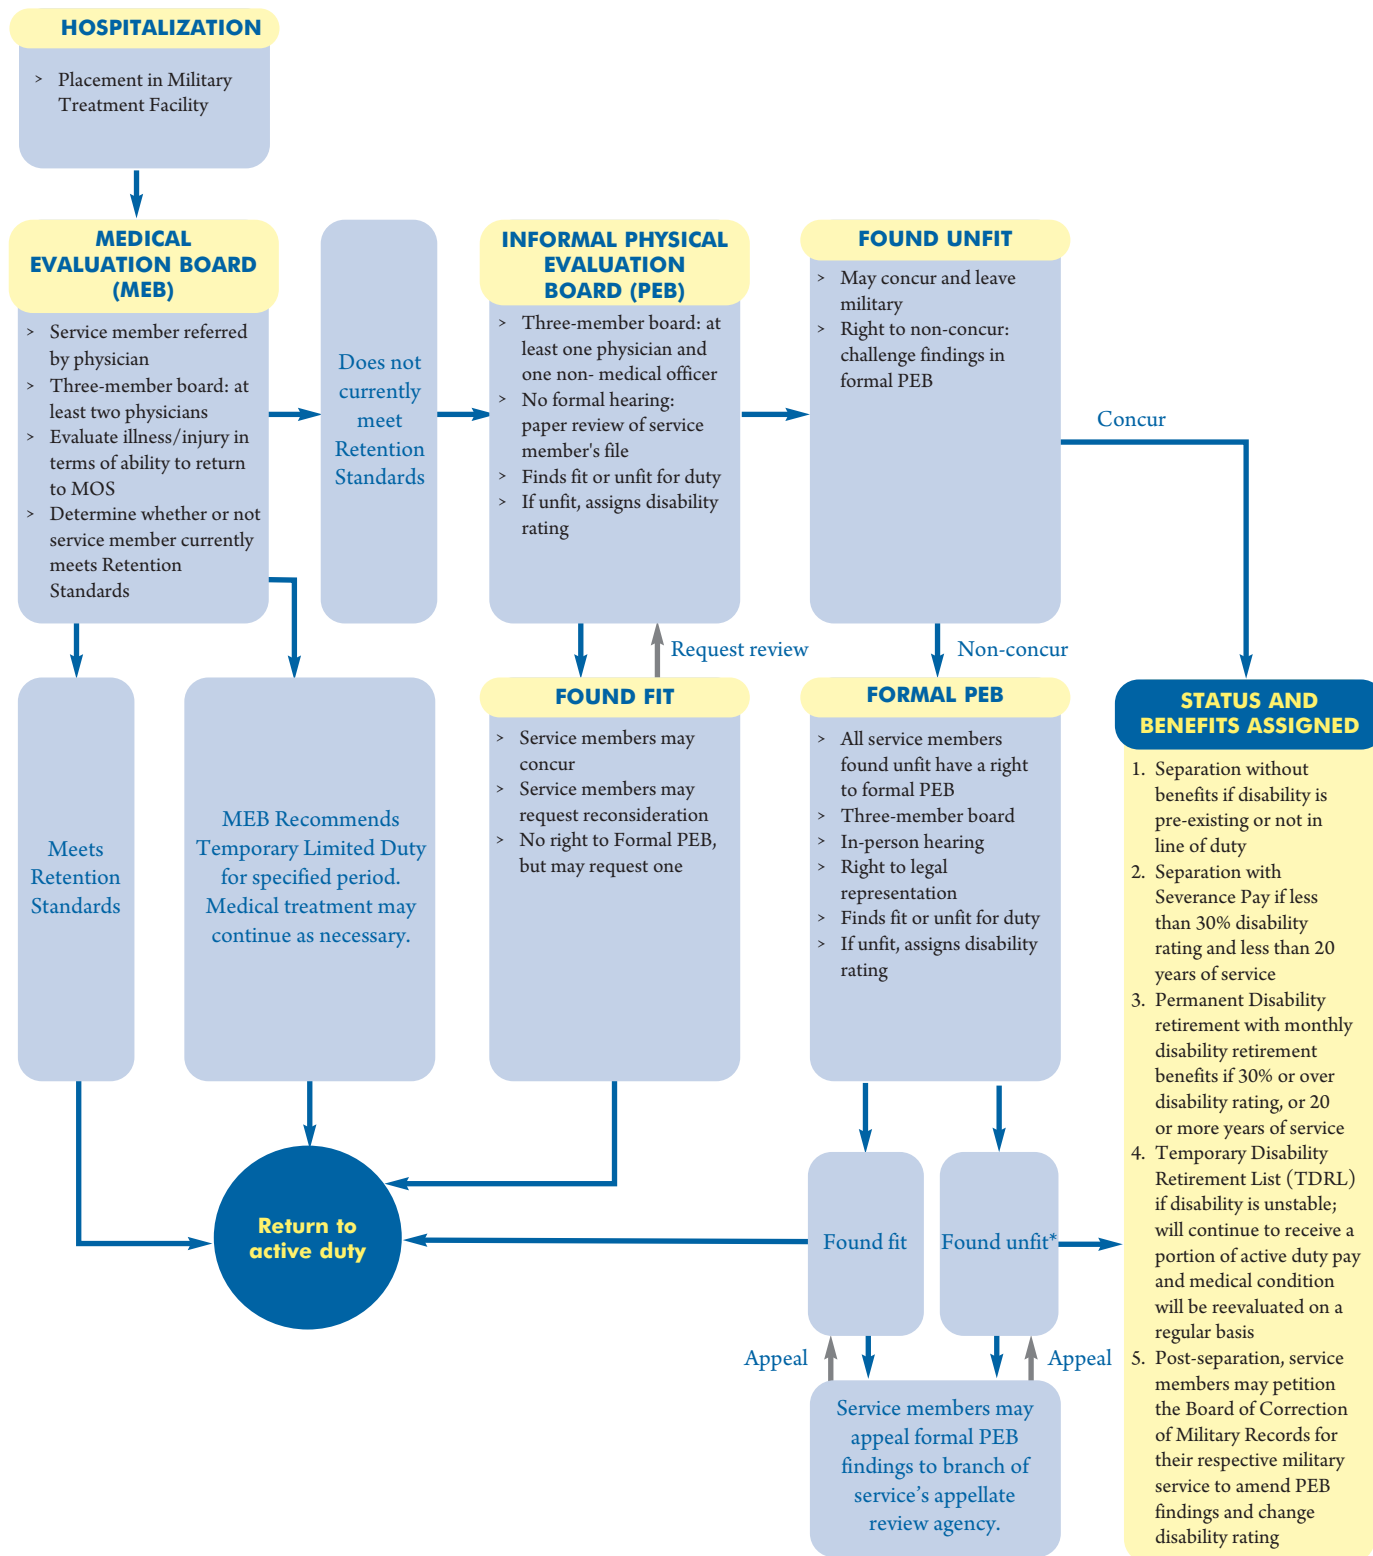 HOSPITALIZATION
> Placement in Military
Treatment Facility
MEDICAL
EVALUATION BOARD
(MEB)
> Service member referred
by physician
> Three-member board: at
least two physicians
> Evaluate illness/injury in
terms of ability to return
to MOS
> Determine whether or not
service member currently
meets Retention
Standards
Does not
currently
meet
Retention
Standards
INFORMAL PHYSICAL
EVALUATION
BOARD (PEB)
> Three-member board: at
least one physician and
one non- medical officer
> No formal hearing:
paper review of service
member's file
> Finds fit or unfit for duty
> If unfit, assigns disability
rating
FOUND UNFIT
> May concur and leave
military
> Right to non-concur:
challenge findings in
formal PEB
Concur
Request review
Non-concur
Meets
Retention
Standards
MEB Recommends
Temporary Limited Duty
for specified period.
Medical treatment may
continue as necessary.
FOUND FIT
> Service members may
concur
> Service members may
request reconsideration
> No right to Formal PEB,
but may request one
FORMAL PEB
> All service members
found unfit have a right
to formal PEB
> Three-member board
> In-person hearing
> Right to legal
representation
> Finds fit or unfit for duty
> If unfit, assigns disability
rating
STATUS AND
BENEFITS ASSIGNED
1. Separation without
benefits if disability is
pre-existing or not in
line of duty
2. Separation with
Severance Pay if less
than 30% disability
rating and less than 20
years of service
3. Permanent Disability
retirement with monthly
disability retirement
benefits if 30% or over
disability rating, or 20
or more years of service
4. Temporary Disability
Retirement List (TDRL)
if disability is unstable;
will continue to receive a
portion of active duty pay
and medical condition
will be reevaluated on a
regular basis
5. Post-separation, service
members may petition
the Board of Correction
of Military Records for
their respective military
service to amend PEB
findings and change
disability rating
Return to
active duty
Found fit
Found unfit*
Appeal
Appeal
Service members may
appeal formal PEB
findings to branch of
service’s appellate
review agency.